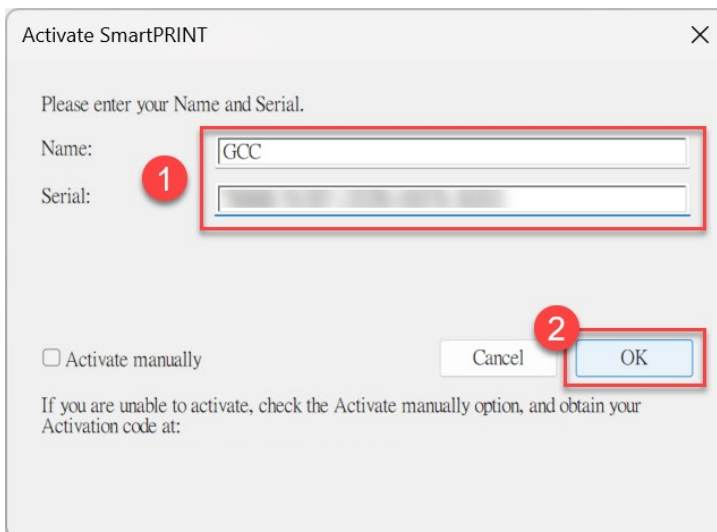 Activate SmartPRINT
Please enter your Name and Serial.
Name:
GCC
1
Serial:
2
Activate manually
Cancel
OK
If you are unable to activate, check the Activate manually option, and obtain your
Activation code at: